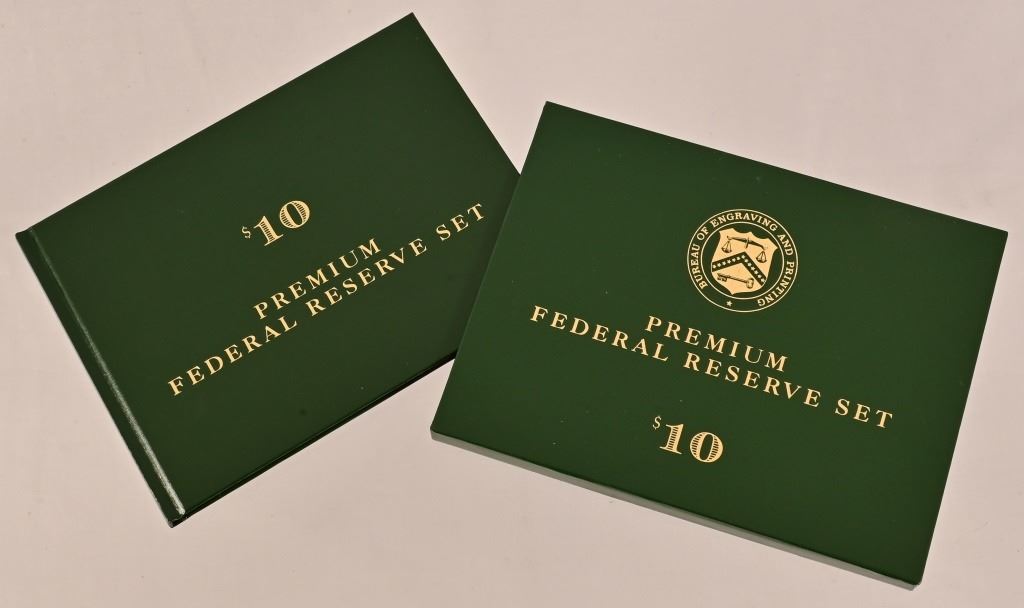 $10
PREMIUM
FEDERAL RESERVE SET
BUREAU OF ENGRAVING AND PRINTING
PREMIUM
FEDERAL RESERVE SET
$10